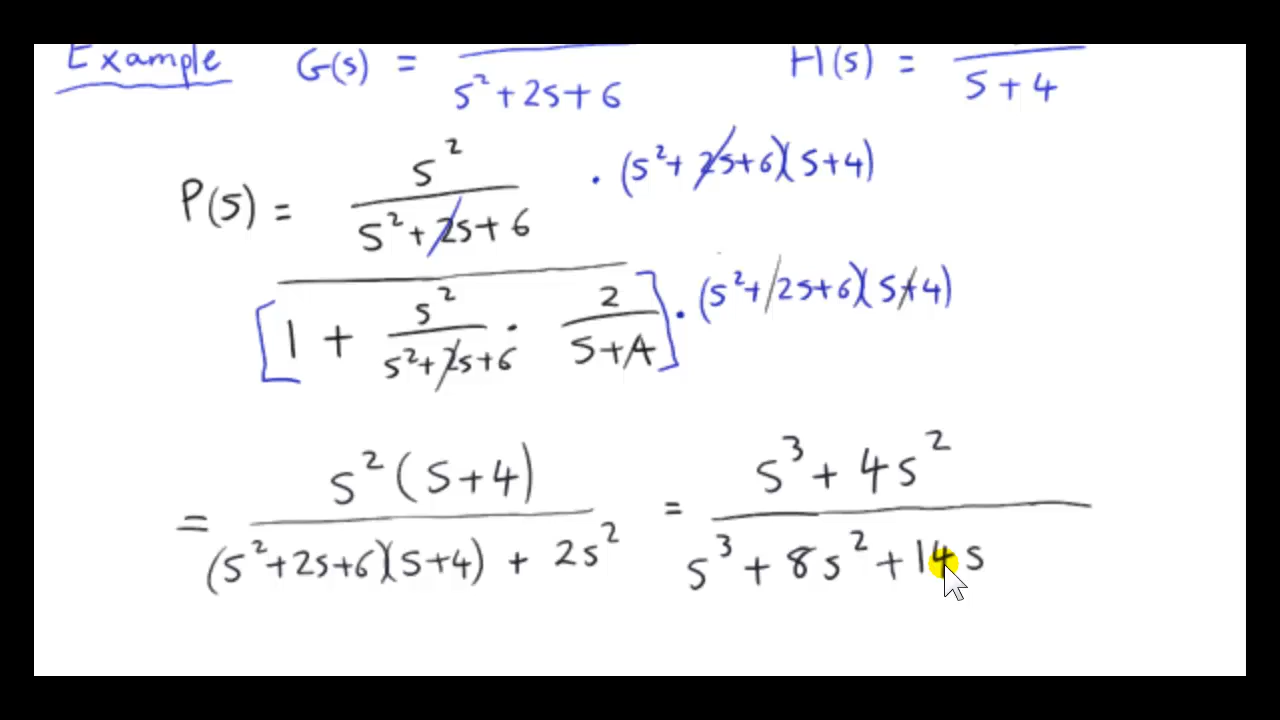 Example G(s) = s²+2s+6 H(s) = s+4
P(s) = s² / (s²+2s+6) · (s²+2s+6)(s+4)
[1 + s²/(s²+2s+6) · 2/(s+4)] · (s²+2s+6)(s+4)
= s²(s+4) / ((s²+2s+6)(s+4) + 2s²) = (s³+4s²) / (s³+8s²+14s